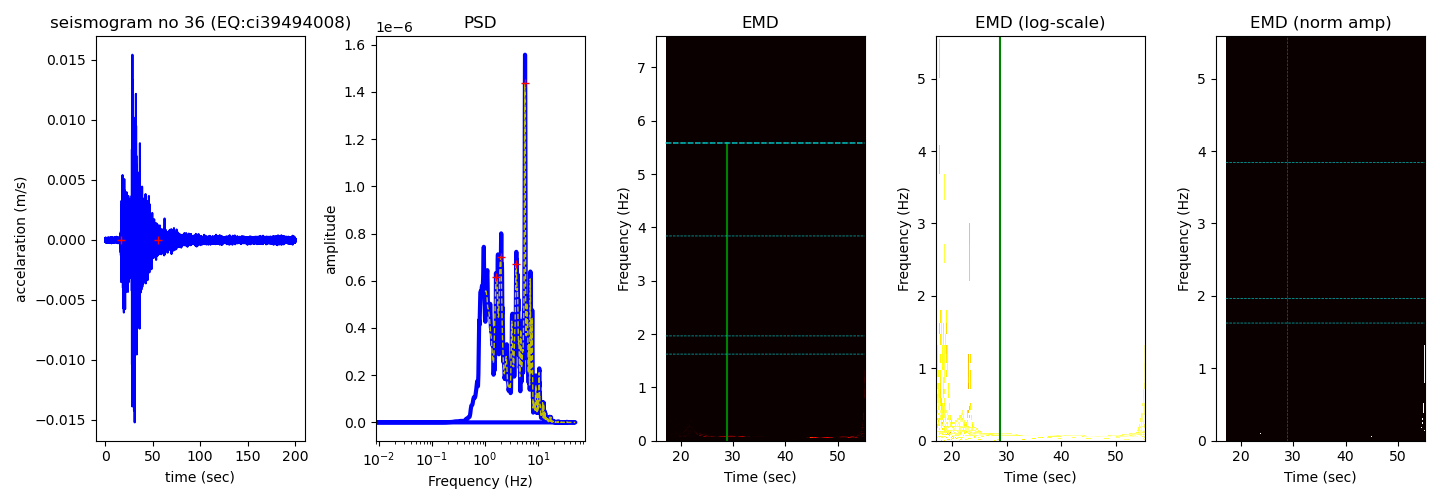 seismogram no 36 (EQ:ci39494008)
0.015
0.010
0.005
0.000
−0.005
−0.010
−0.015
accelaration (m/s)
0 50 100 150 200
time (sec)
PSD
1e−6
1.6
1.4
1.2
1.0
0.8
0.6
0.4
0.2
0.0
amplitude
10⁻² 10⁻¹ 10⁰ 10¹
Frequency (Hz)
EMD
7
6
5
4
3
2
1
0
Frequency (Hz)
20 30 40 50
Time (sec)
EMD (log-scale)
5
4
3
2
1
0
Frequency (Hz)
20 30 40 50
Time (sec)
EMD (norm amp)
5
4
3
2
1
0
Frequency (Hz)
20 30 40 50
Time (sec)